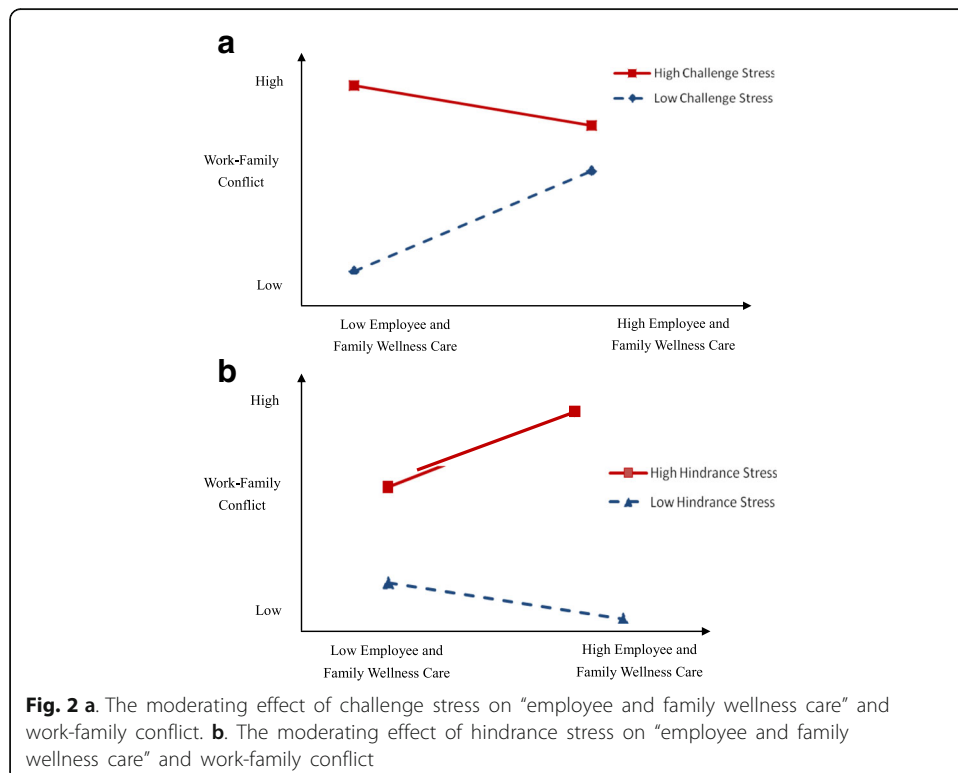 a
High
High Challenge Stress
Low Challenge Stress
Work-Family
Conflict
Low
Low Employee and
Family Wellness Care
High Employee and
Family Wellness Care
b
High
High Hindrance Stress
Work-Family
Conflict
Low Hindrance Stress
Low
Low Employee and
Family Wellness Care
High Employee and
Family Wellness Care
Fig. 2 a. The moderating effect of challenge stress on “employee and family wellness care” and
work-family conflict. b. The moderating effect of hindrance stress on “employee and family
wellness care” and work-family conflict